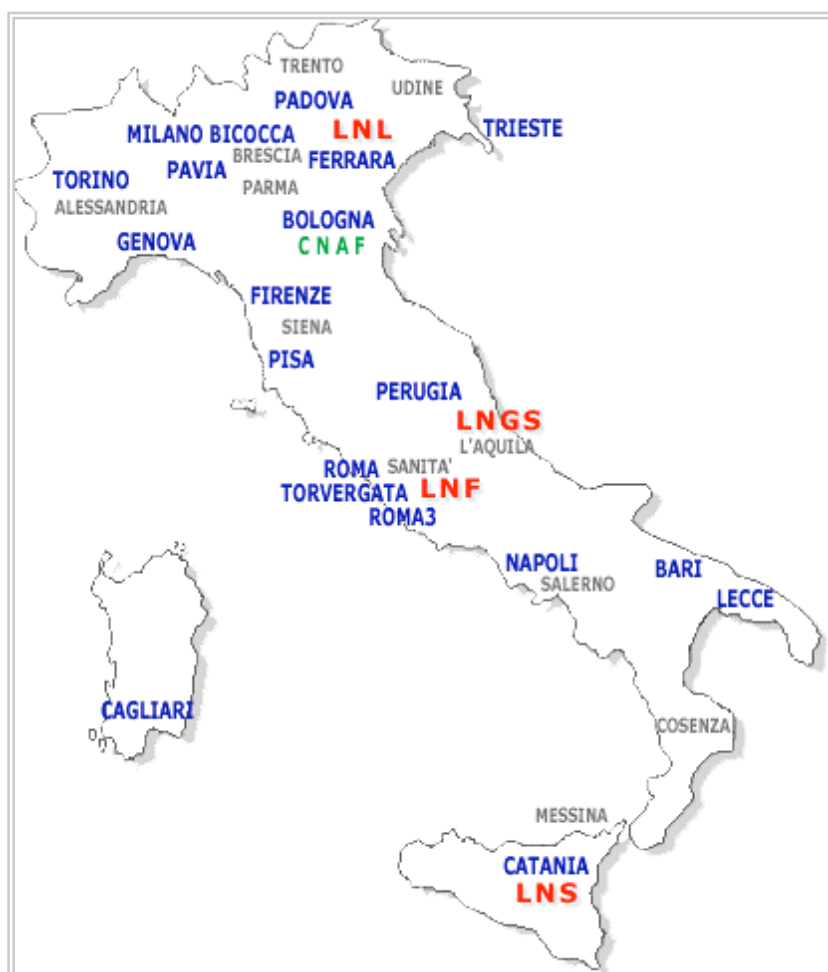 TRENTO
UDINE
PADOVA
LNL
TRIESTE
MILANO BICOCCA
BRESCIA
FERRARA
PAVIA
TORINO
PARMA
ALESSANDRIA
BOLOGNA
CNAF
GENOVA
FIRENZE
SIENA
PISA
PERUGIA
LNGS
L'AQUILA
ROMA
SANITA'
TORVERGATA
LNF
ROMA3
NAPOLI
SALERNO
BARI
LECCE
CAGLIARI
COSENZA
MESSINA
CATANIA
LNS